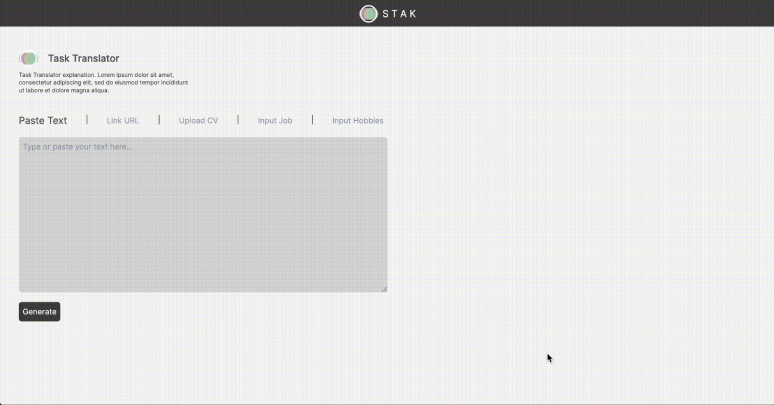 STAK
Task Translator
Task Translator explanation. Lorem ipsum dolor sit amet,
consectetur adipiscing elit, sed do eiusmod tempor incididunt
ut labore et dolore magna aliqua.
Paste Text | Link URL | Upload CV | Input Job | Input Hobbies
Type or paste your text here...
Generate